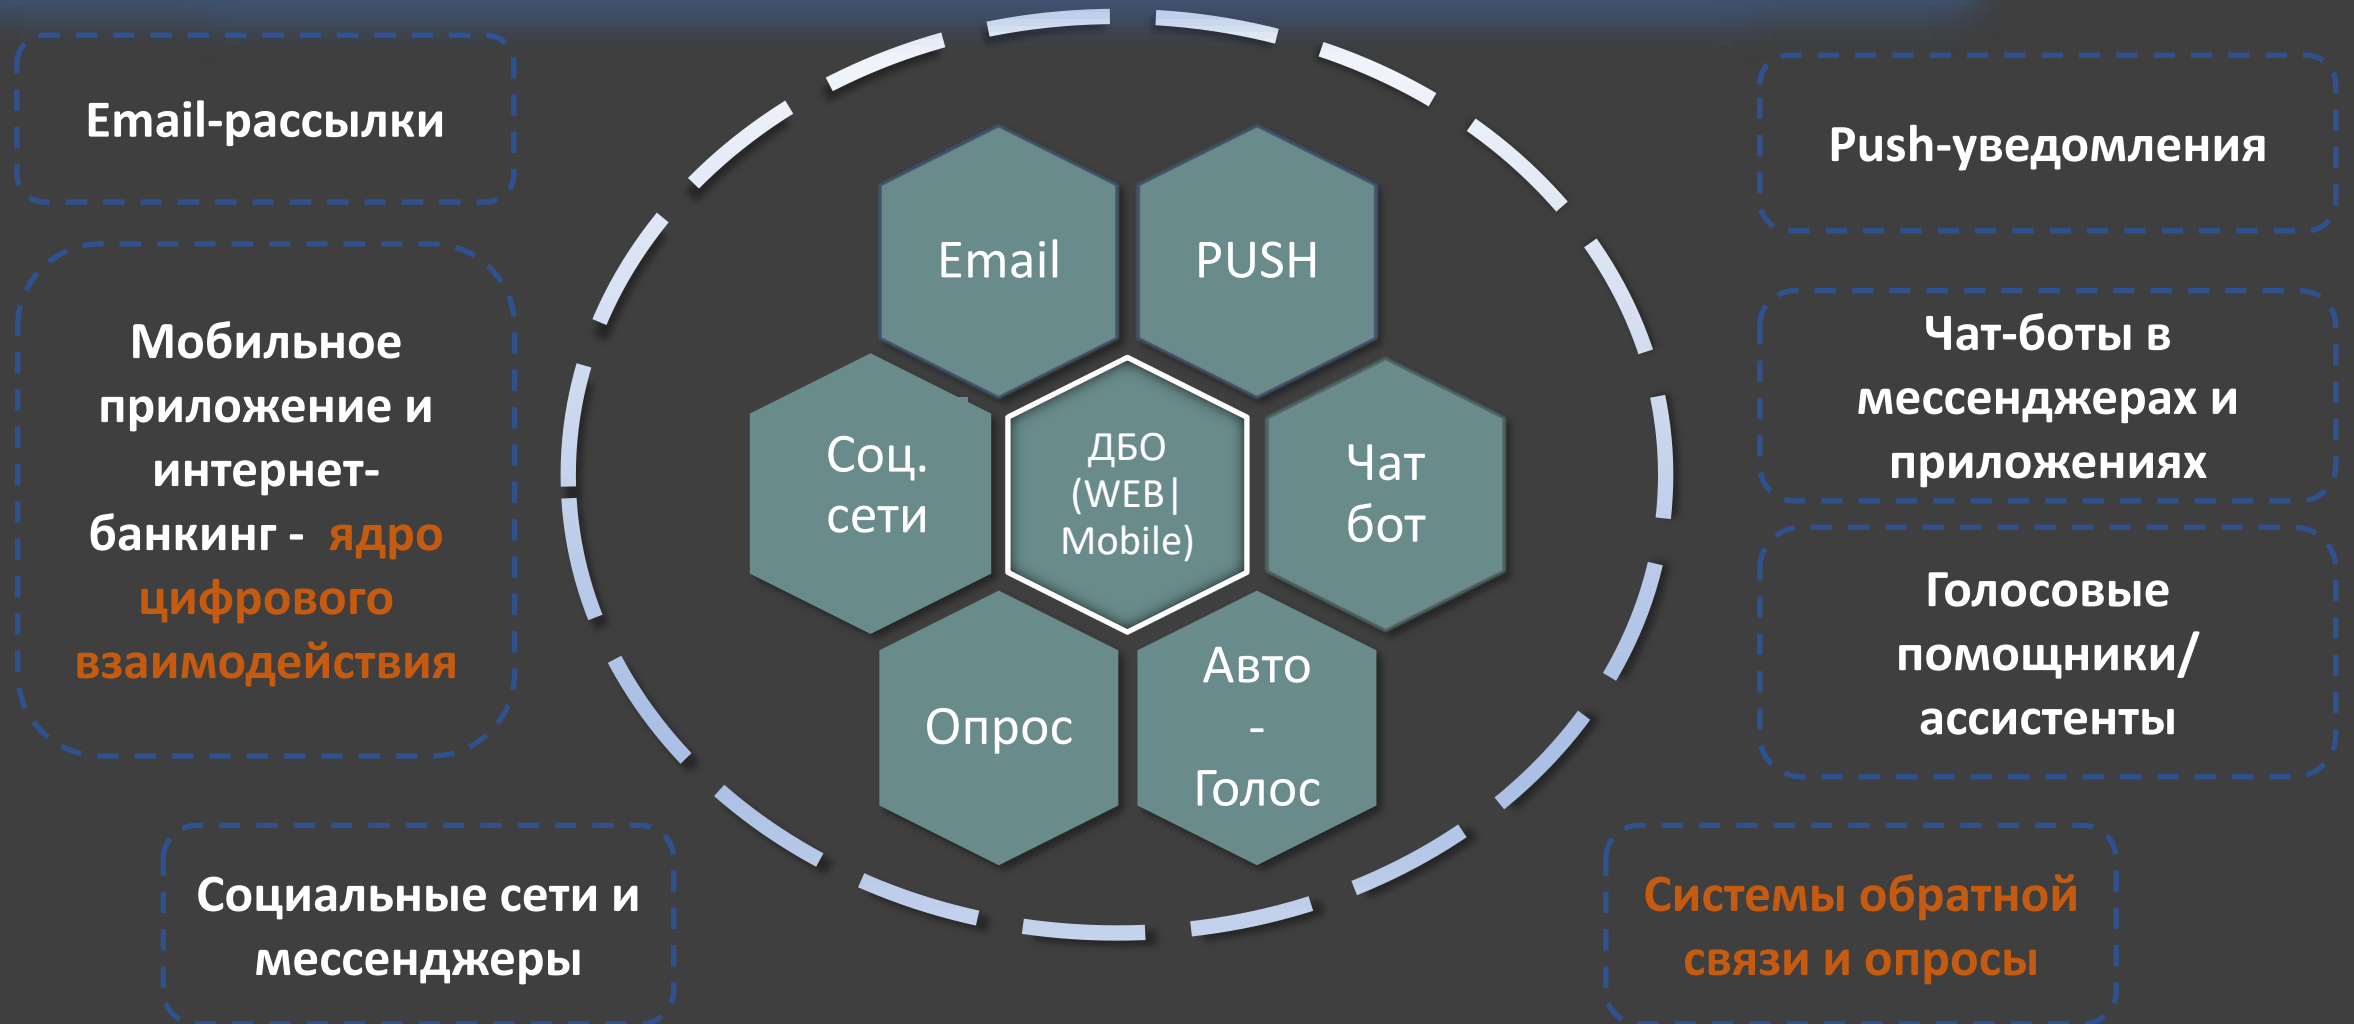 Email-рассылки
Мобильное
приложение и
интернет-
банкинг - ядро
цифрового
взаимодействия
Социальные сети и
мессенджеры
Email
PUSH
Соц.
сети
ДБО
(WEB|
Mobile)
Чат
бот
Опрос
Авто
-
Голос
Push-уведомления
Чат-боты в
мессенджерах и
приложениях
Голосовые
помощники/
ассистенты
Системы обратной
связи и опросы